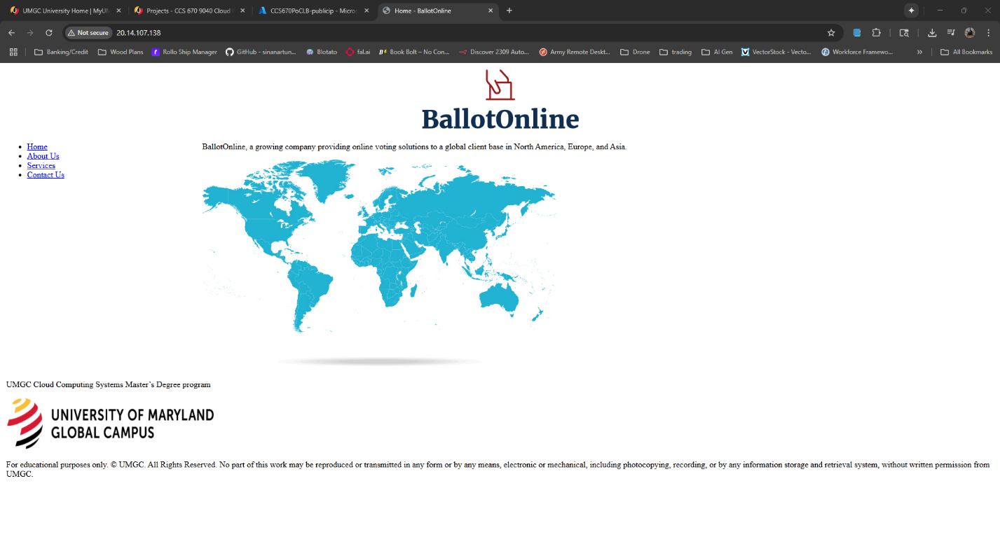 UMGC University Home | MyUM
Projects - CCS 670 9040 Cloud
CCS670PoCLB-publicip - Micros
Home - BallotOnline
Not secure
20.14.107.138
Banking/Credit
Wood Plans
Rollo Ship Manager
GitHub - sinanartun...
Blotato
fal.ai
Book Bolt – No Con...
Discover 2309 Auto...
Army Remote Deskt...
Drone
trading
AI Gen
VectorStock - Vecto...
Workforce Framewo...
All Bookmarks
BallotOnline
Home
About Us
Services
Contact Us
BallotOnline, a growing company providing online voting solutions to a global client base in North America, Europe, and Asia.
UMGC Cloud Computing Systems Master’s Degree program
UNIVERSITY OF MARYLAND
GLOBAL CAMPUS
For educational purposes only. © UMGC. All Rights Reserved. No part of this work may be reproduced or transmitted in any form or by any means, electronic or mechanical, including photocopying, recording, or by any information storage and retrieval system, without written permission from
UMGC.